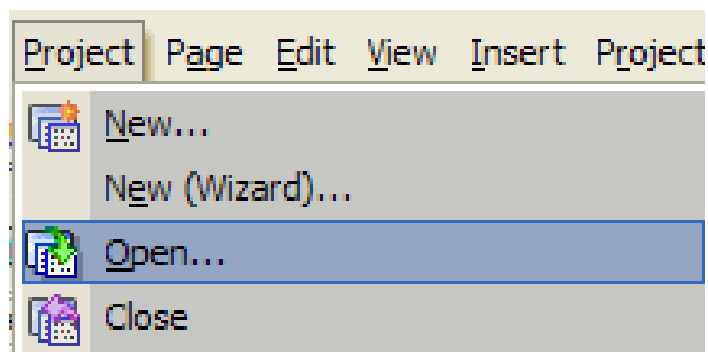 Project Page Edit View Insert Project
New...
New (Wizard)...
Open...
Close